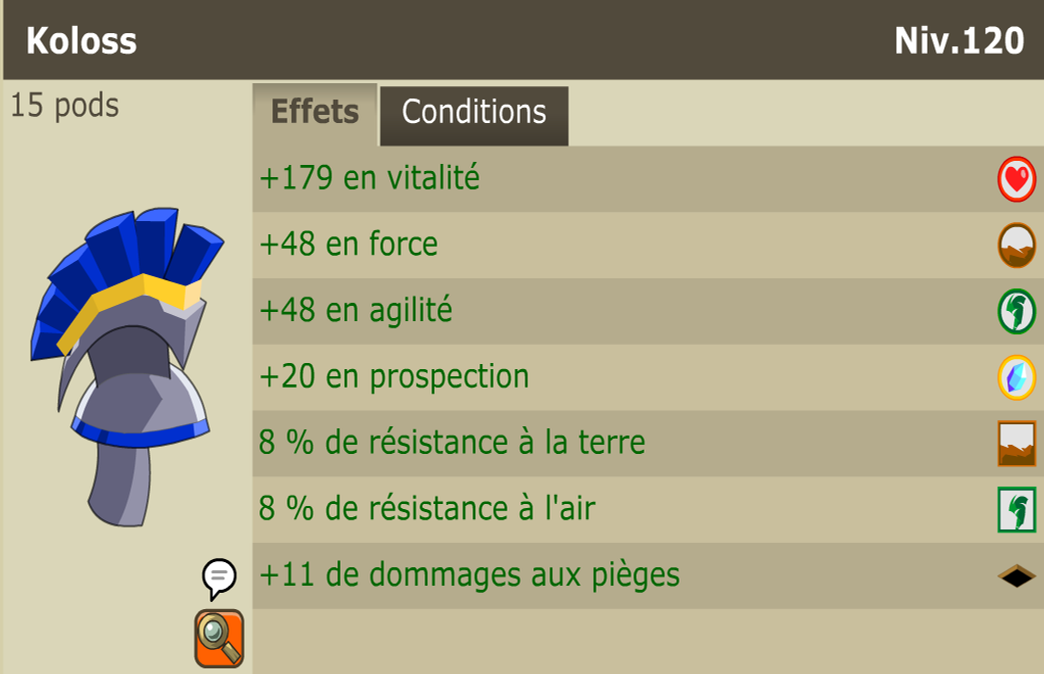 Koloss
Niv.120
15 pods
Effets
Conditions
+179 en vitalité
+48 en force
+48 en agilité
+20 en prospection
8 % de résistance à la terre
8 % de résistance à l'air
+11 de dommages aux pièges